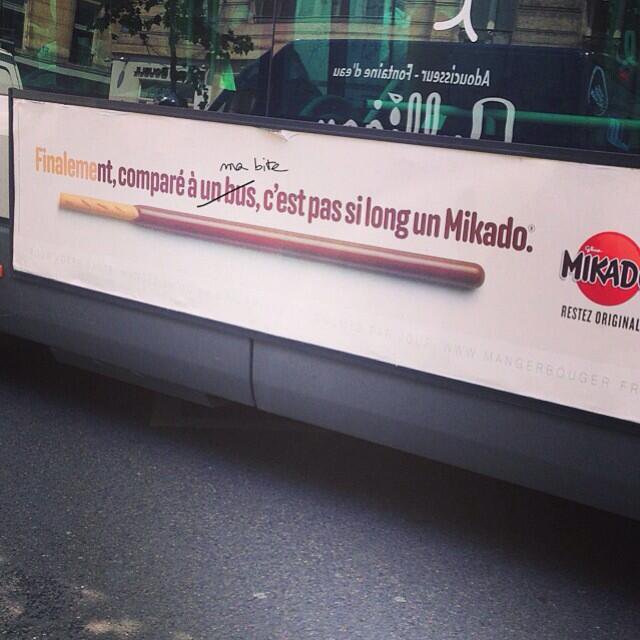 Adoucisseur - Fontaine d'eau
ma bite
Finalement, comparé à un bus, c'est pas si long un Mikado.
MIKADO
RESTEZ ORIGINAL
WWW.MANGERBOUGER.FR